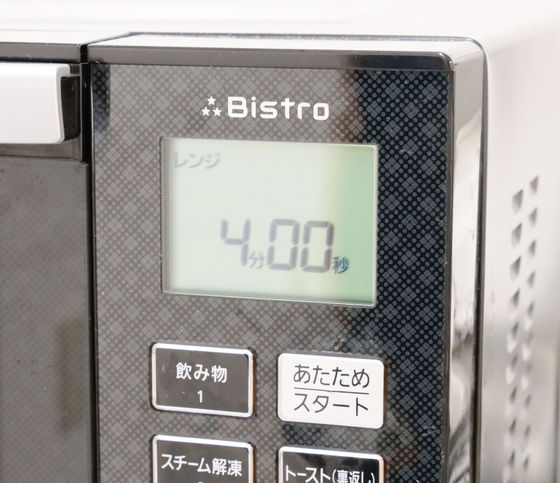 Bistro
レンジ
4分00秒
飲み物
1
あたため
スタート
スチーム解凍
トースト(裏返し)